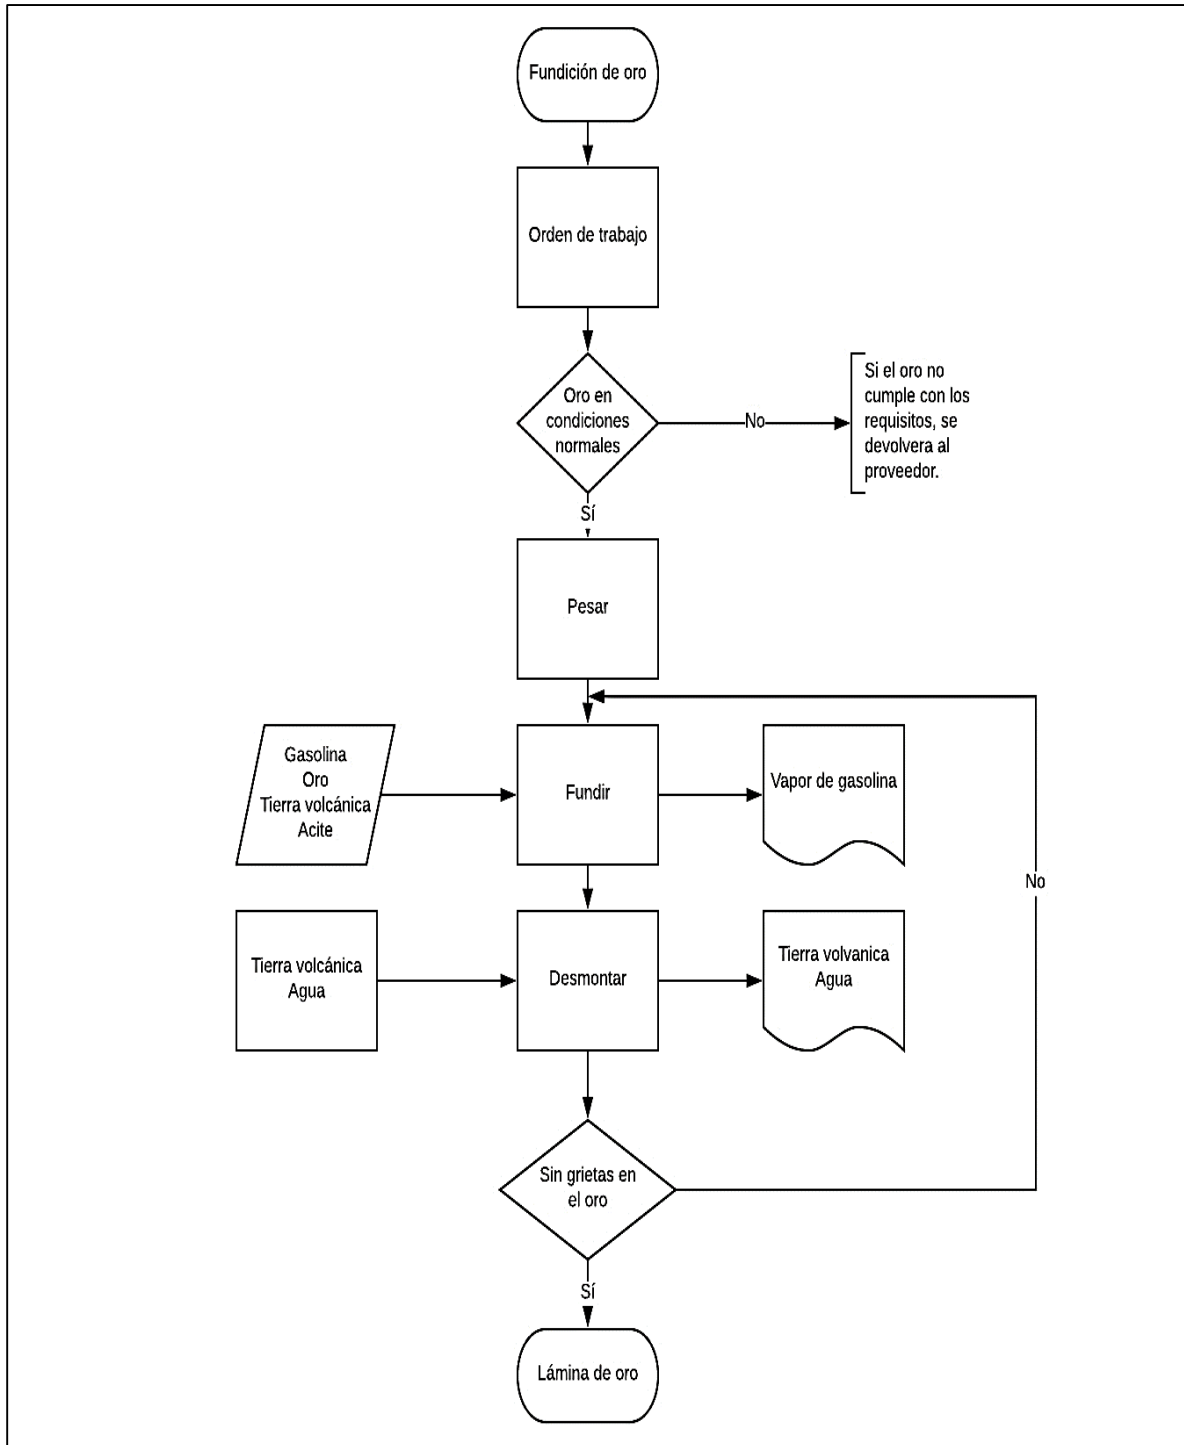 Fundición de oro
Orden de trabajo
Oro en
condiciones
normales
No
Si el oro no
cumple con los
requisitos, se
devolvera al
proveedor.
Sí
Pesar
Gasolina
Oro
Tierra volcánica
Acite
Fundir
Vapor de gasolina
No
Tierra volcánica
Agua
Desmontar
Tierra volvanica
Agua
Sin grietas en
el oro
Sí
Lámina de oro